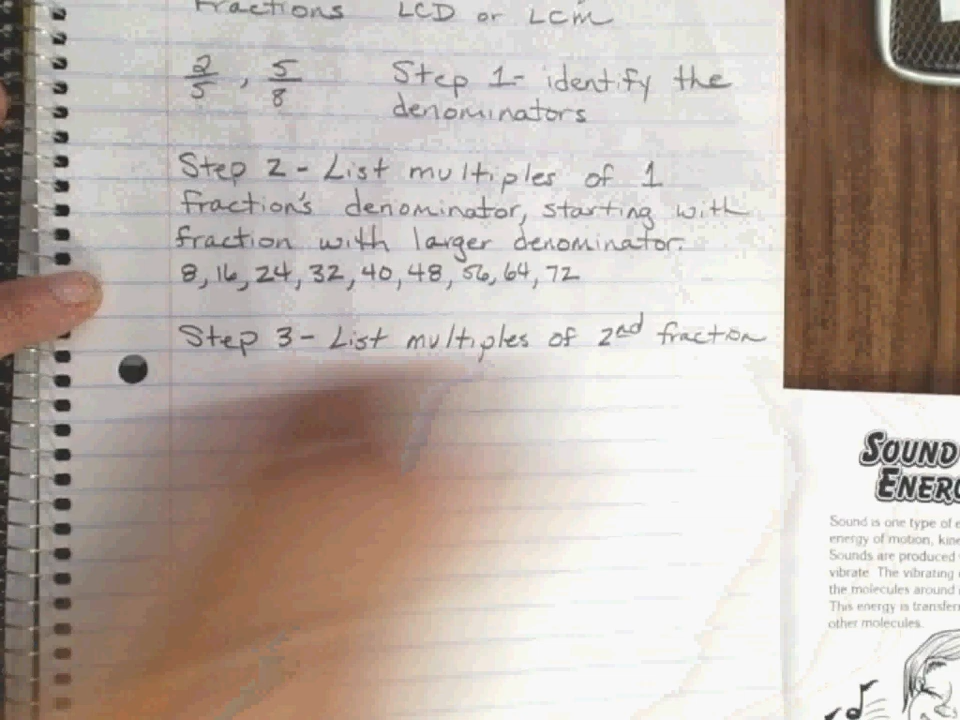 Fractions LCD or LCM
2/5 , 5/8 Step 1- identify the
denominators
Step 2 - List multiples of 1
fraction's denominator, starting with
fraction with larger denominator.
8, 16, 24, 32, 40, 48, 56, 64, 72
Step 3 - List multiples of 2nd fraction
SOUND
Sound is one type of
energy of motion,
Sounds are produced
vibrate. The vibrating
the molecules around
This energy is
other molecules.